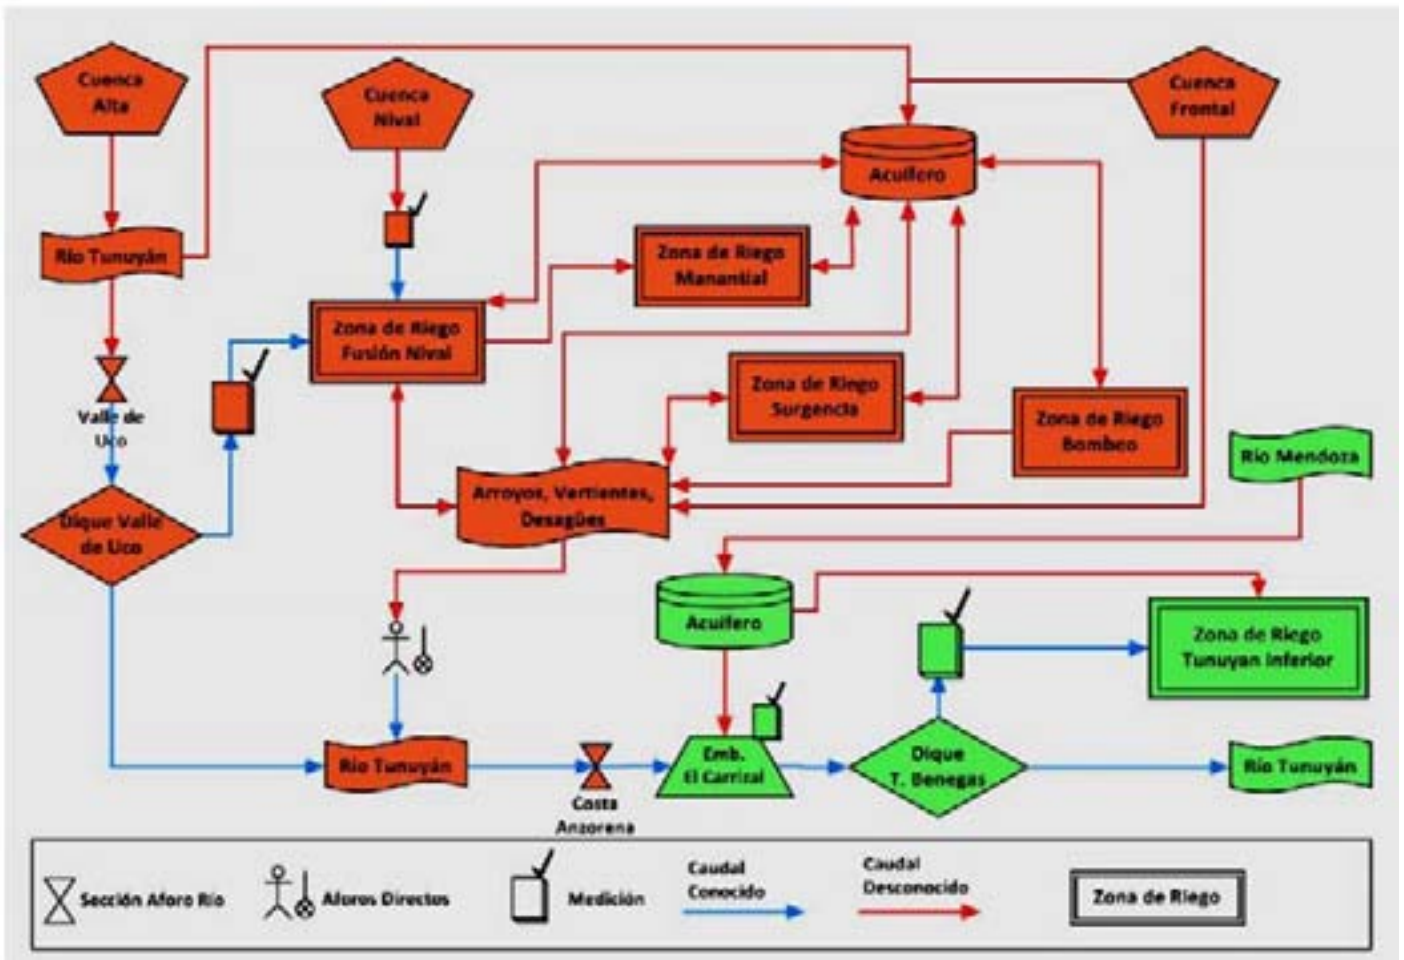 Cuenca
Alta
Cuenca
Nival
Cuenca
Frontal
Acuífero
Río Tunuyán
Zona de Riego
Manantial
Zona de Riego
Fusión Nival
Zona de Riego
Surgencia
Zona de Riego
Bombeo
Valle de
Uco
Río Mendoza
Arroyos, Vertientes,
Desagües
Dique Valle
de Uco
Acuífero
Zona de Riego
Tunuyan Inferior
Río Tunuyán
Emb.
El Carrizal
Dique
T. Benegas
Río Tunuyán
Costa
Anzorena
Sección Aforo Río
Aforos Directos
Medición
Caudal
Conocido
Caudal
Desconocido
Zona de Riego